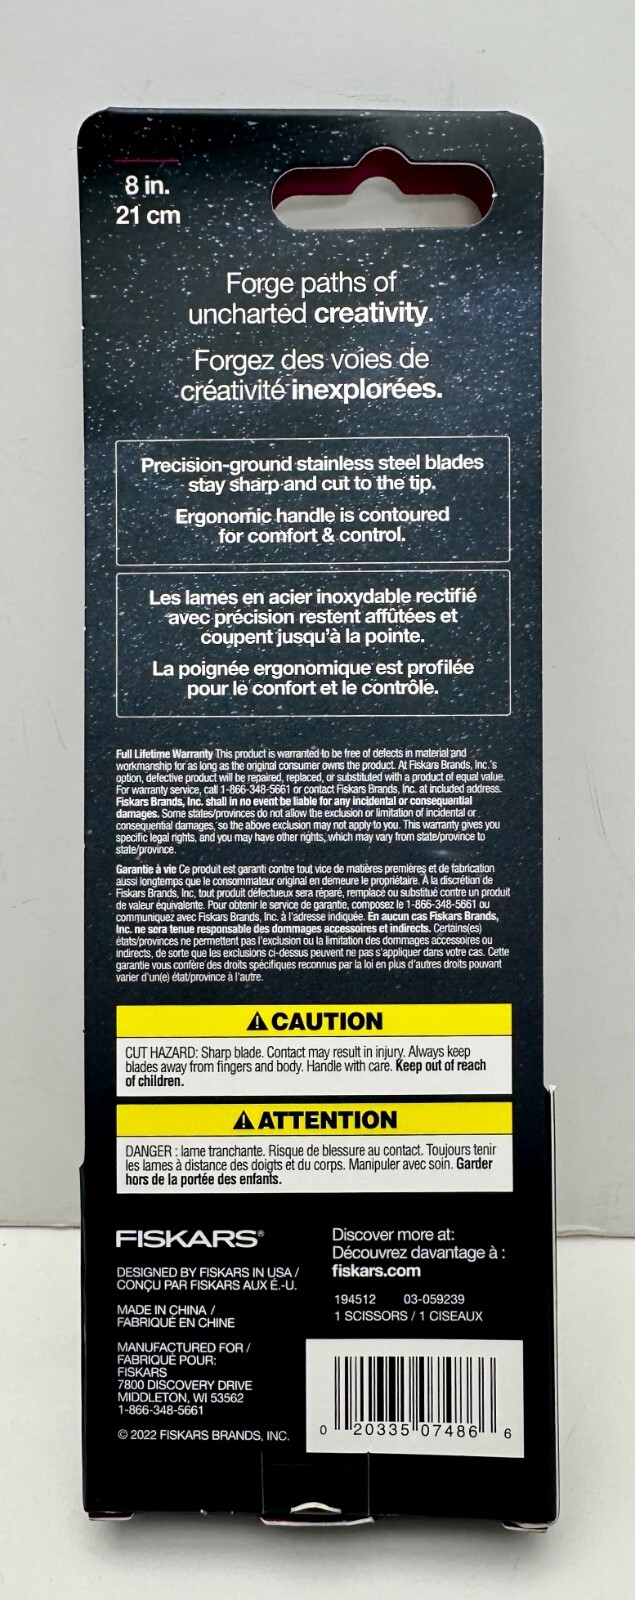 8 in.
21 cm
Forge paths of
uncharted creativity.
Forgez des voies de
créativité inexplorées.
Precision-ground stainless steel blades
stay sharp and cut to the tip.
Ergonomic handle is contoured
for comfort & control.
Les lames en acier inoxydable rectifié
avec précision restent affûtées et
coupent jusqu'à la pointe.
La poignée ergonomique est profilée
pour le confort et le contrôle.
Full Lifetime Warranty This product is warranted to be free of defects in material and
workmanship for as long as the original consumer owns the product. At Fiskars Brands, Inc.'s
option, defective product will be repaired, replaced, or substituted with a product of equal value.
For warranty service, call 1-866-348-5661 or contact Fiskars Brands, Inc. at included address.
Fiskars Brands, Inc. shall in no event be liable for any incidental or consequential
damages. Some states/provinces do not allow the exclusion or limitation of incidental or
consequential damages, so the above exclusion may not apply to you. This warranty gives you
specific legal rights, and you may have other rights, which may vary from state/province to
state/province.
Garantie à vie Ce produit est garanti contre tout vice de matières premières et de fabrication
aussi longtemps que le consommateur original en demeure le propriétaire. À la discrétion de
Fiskars Brands, Inc, tout produit défectueux sera réparé, remplacé ou substitué contre un produit
de valeur équivalente. Pour obtenir le service de garantie, composez le 1-866-348-5661 ou
communiquez avec Fiskars Brands, Inc. à l'adresse indiquée. En aucun cas Fiskars Brands,
Inc. ne sera tenue responsable des dommages accessoires et indirects. Certains(es)
états/provinces ne permettent pas l'exclusion ou la limitation des dommages accessoires ou
indirects, de sorte que les exclusions ci-dessus peuvent ne pas s'appliquer dans votre cas. Cette
garantie vous confère des droits spécifiques reconnus par la loi en plus d'autres droits pouvant
varier d'un(e) état/province à l'autre.
⚠ CAUTION
CUT HAZARD: Sharp blade. Contact may result in injury. Always keep
blades away from fingers and body. Handle with care. Keep out of reach
of children.
⚠ ATTENTION
DANGER : lame tranchante. Risque de blessure au contact. Toujours tenir
les lames à distance des doigts et du corps. Manipuler avec soin. Garder
hors de la portée des enfants.
FISKARS®
DESIGNED BY FISKARS IN USA /
CONÇU PAR FISKARS AUX É.-U.
MADE IN CHINA /
FABRIQUÉ EN CHINE
MANUFACTURED FOR /
FABRIQUÉ POUR:
FISKARS
7800 DISCOVERY DRIVE
MIDDLETON, WI 53562
1-866-348-5661
© 2022 FISKARS BRANDS, INC.
Discover more at:
Découvrez davantage à :
fiskars.com
194512 03-059239
1 SCISSORS / 1 CISEAUX
0 20335 07486 6